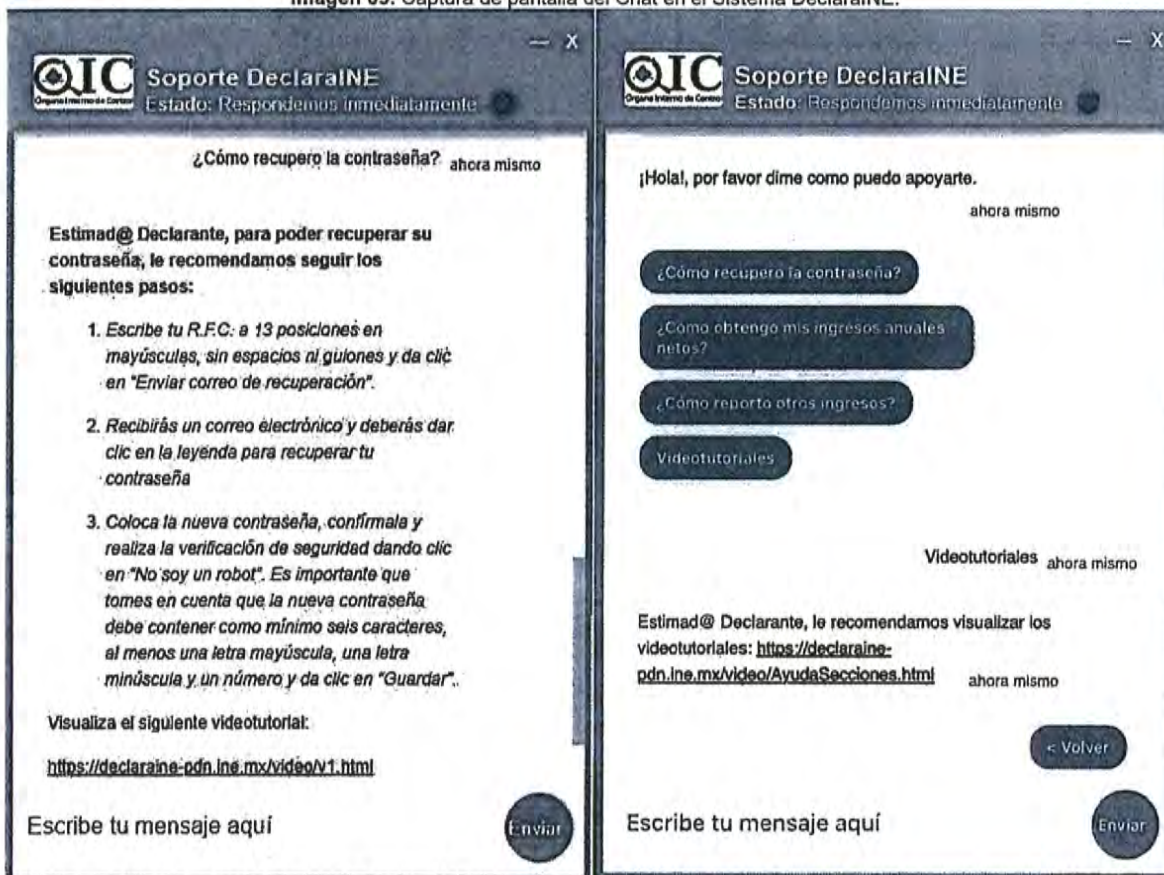 Captura de pantalla del Chat en el Sistema DeclaraINE.
OIC
Órgano Interno de Control
Soporte DeclaraINE
Estado: Respondemos inmediatamente
— X
¿Cómo recupero la contraseña? ahora mismo
Estimad@ Declarante, para poder recuperar su
contraseña, le recomendamos seguir los
siguientes pasos:
1. Escribe tu R.F.C. a 13 posiciones en
mayúsculas, sin espacios ni guiones y da clic
en "Enviar correo de recuperación".
2. Recibirás un correo electrónico y deberás dar
clic en la leyenda para recuperar tu
contraseña
3. Coloca la nueva contraseña, confírmala y
realiza la verificación de seguridad dando clic
en "No soy un robot". Es importante que
tomes en cuenta que la nueva contraseña
debe contener como mínimo seis caracteres,
al menos una letra mayúscula, una letra
minúscula y un número y da clic en "Guardar".
Visualiza el siguiente videotutorial:
https://declaraine-pdn.ine.mx/video/v1.html
Escribe tu mensaje aquí
Enviar
OIC
Órgano Interno de Control
Soporte DeclaraINE
Estado: Respondemos inmediatamente
— X
¡Hola!, por favor dime como puedo apoyarte.
ahora mismo
¿Cómo recupero la contraseña?
¿Como obtengo mis ingresos anuales
netos?
¿Cómo reporto otros ingresos?
Videotutoriales
Videotutoriales ahora mismo
Estimad@ Declarante, le recomendamos visualizar los
videotutoriales: https://declaraine-
pdn.ine.mx/video/AyudaSecciones.html ahora mismo
< Volver
Escribe tu mensaje aquí
Enviar